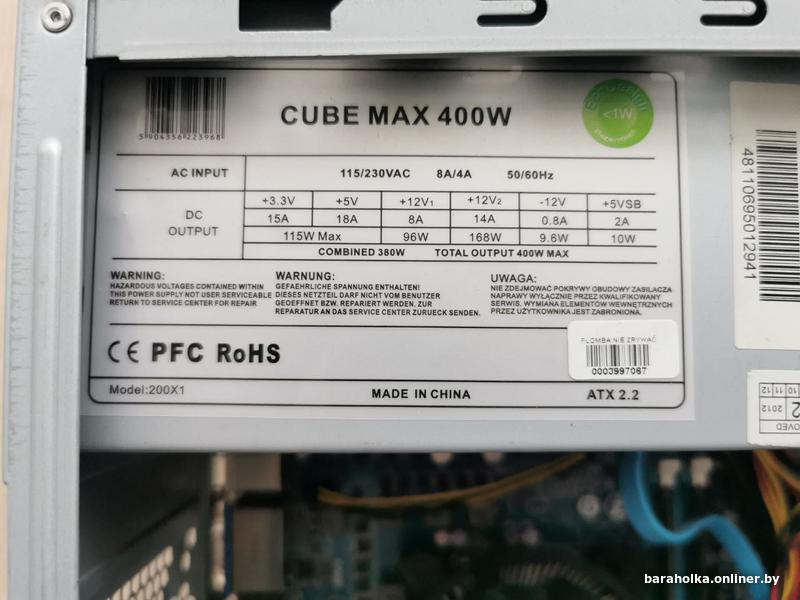 5904356223968
CUBE MAX 400W
<1W
AC INPUT 115/230VAC 8A/4A 50/60Hz
DC OUTPUT
+3.3V +5V +12V1 +12V2 -12V +5VSB
15A 18A 8A 14A 0.8A 2A
115W Max 96W 168W 9.6W 10W
COMBINED 380W TOTAL OUTPUT 400W MAX
WARNING:
HAZARDOUS VOLTAGES CONTAINED WITHIN
THIS POWER SUPPLY NOT USER SERVICEABLE
RETURN TO SERVICE CENTER FOR REPAIR
WARNUNG:
GEFAEHRLICHE SPANNUNG ENTHALTEN!
DIESES NETZTEIL DARF NICHT VOM BENUTZER
GEOEFFNET BZW. REPARIERT WERDEN. ZUR
REPARATUR AN DAS SERVICE CENTER ZURUECK SENDEN.
UWAGA:
NIE ZDEJMOWAĆ POKRYWY OBUDOWY ZASILACZA
NAPRAWY WYŁĄCZNIE PRZEZ KWALIFIKOWANY
SERWIS. WYMIANA ELEMENTÓW WEWNĘTRZNYCH
PRZEZ UŻYTKOWNIKA JEST ZABRONIONA.
CE PFC RoHS
PLOMBA NIE ZRYWAĆ
0003997067
Model:200X1 MADE IN CHINA ATX 2.2
48110695012941
10 11 12
2012
baraholka.onliner.by